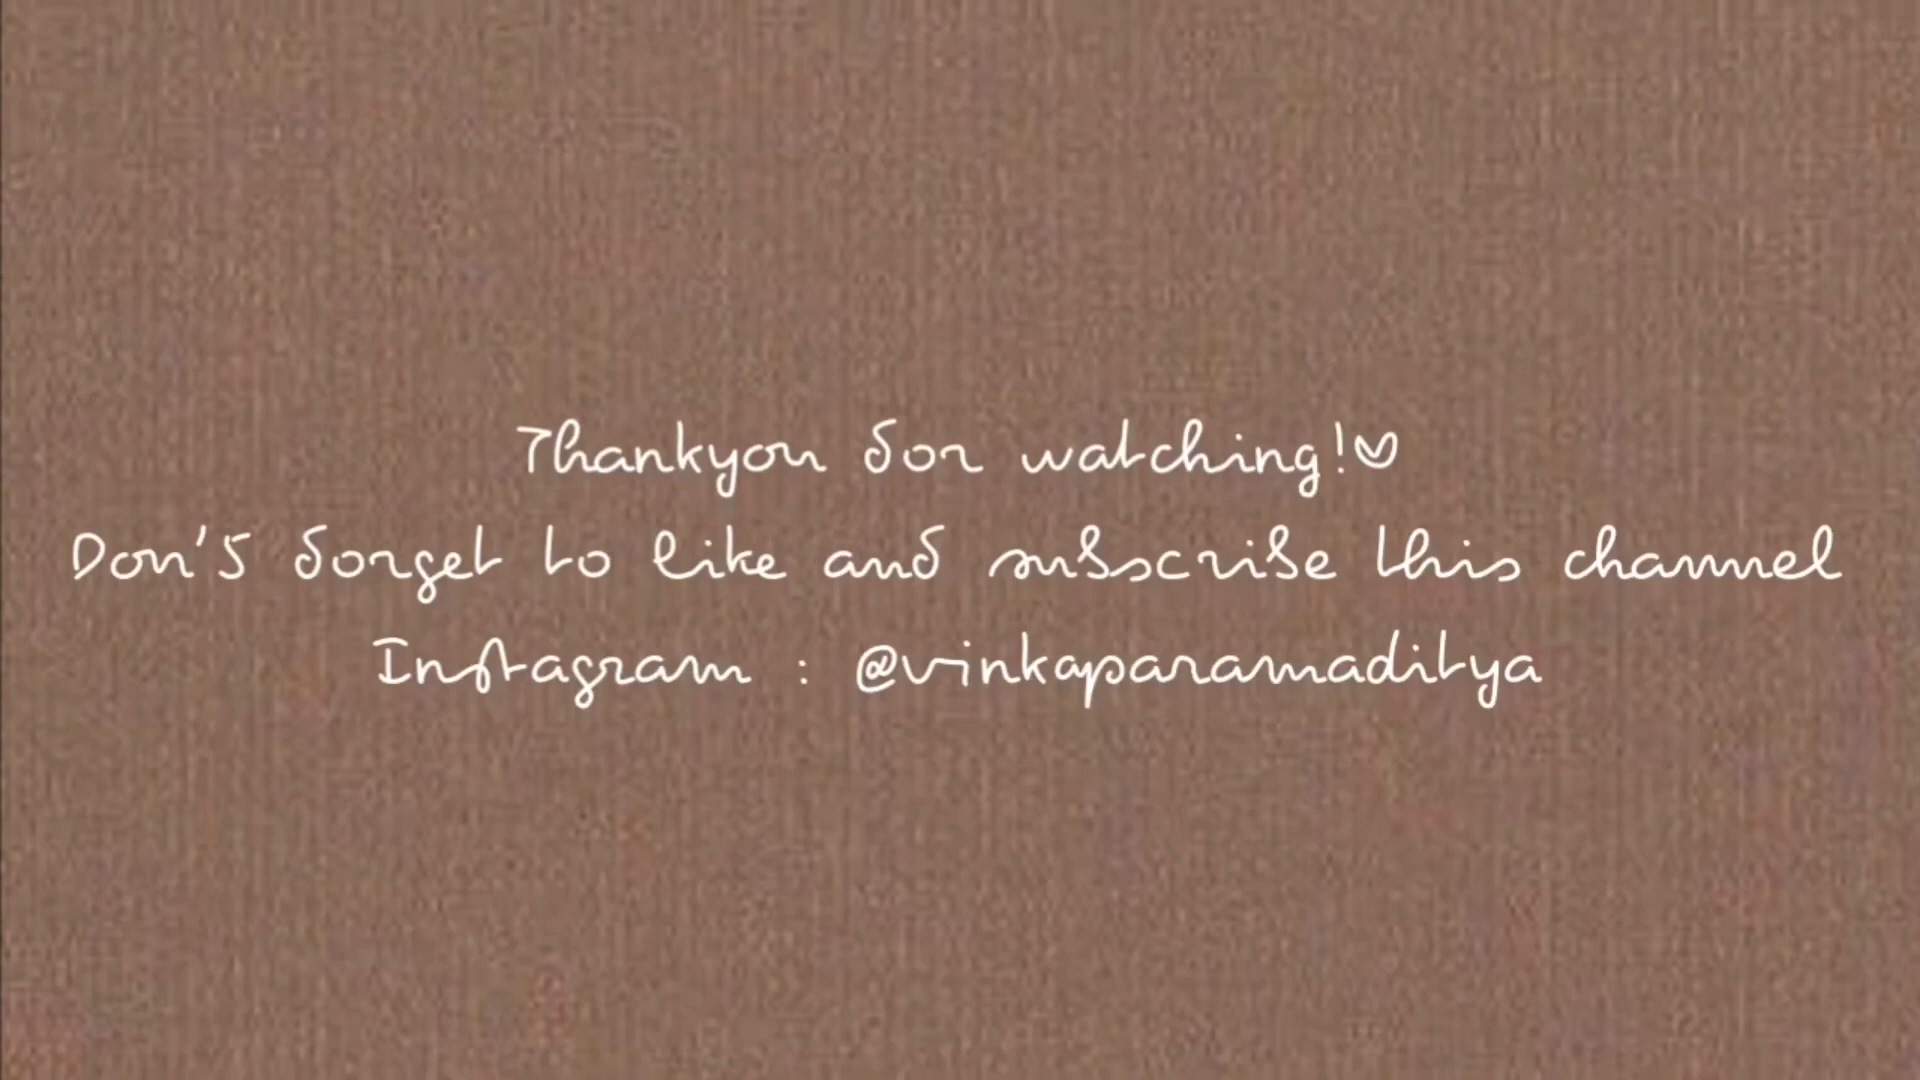 Thankyou for watching!♡
Don't forget to like and subscribe this channel
Instagram : @vinkaparamaditya